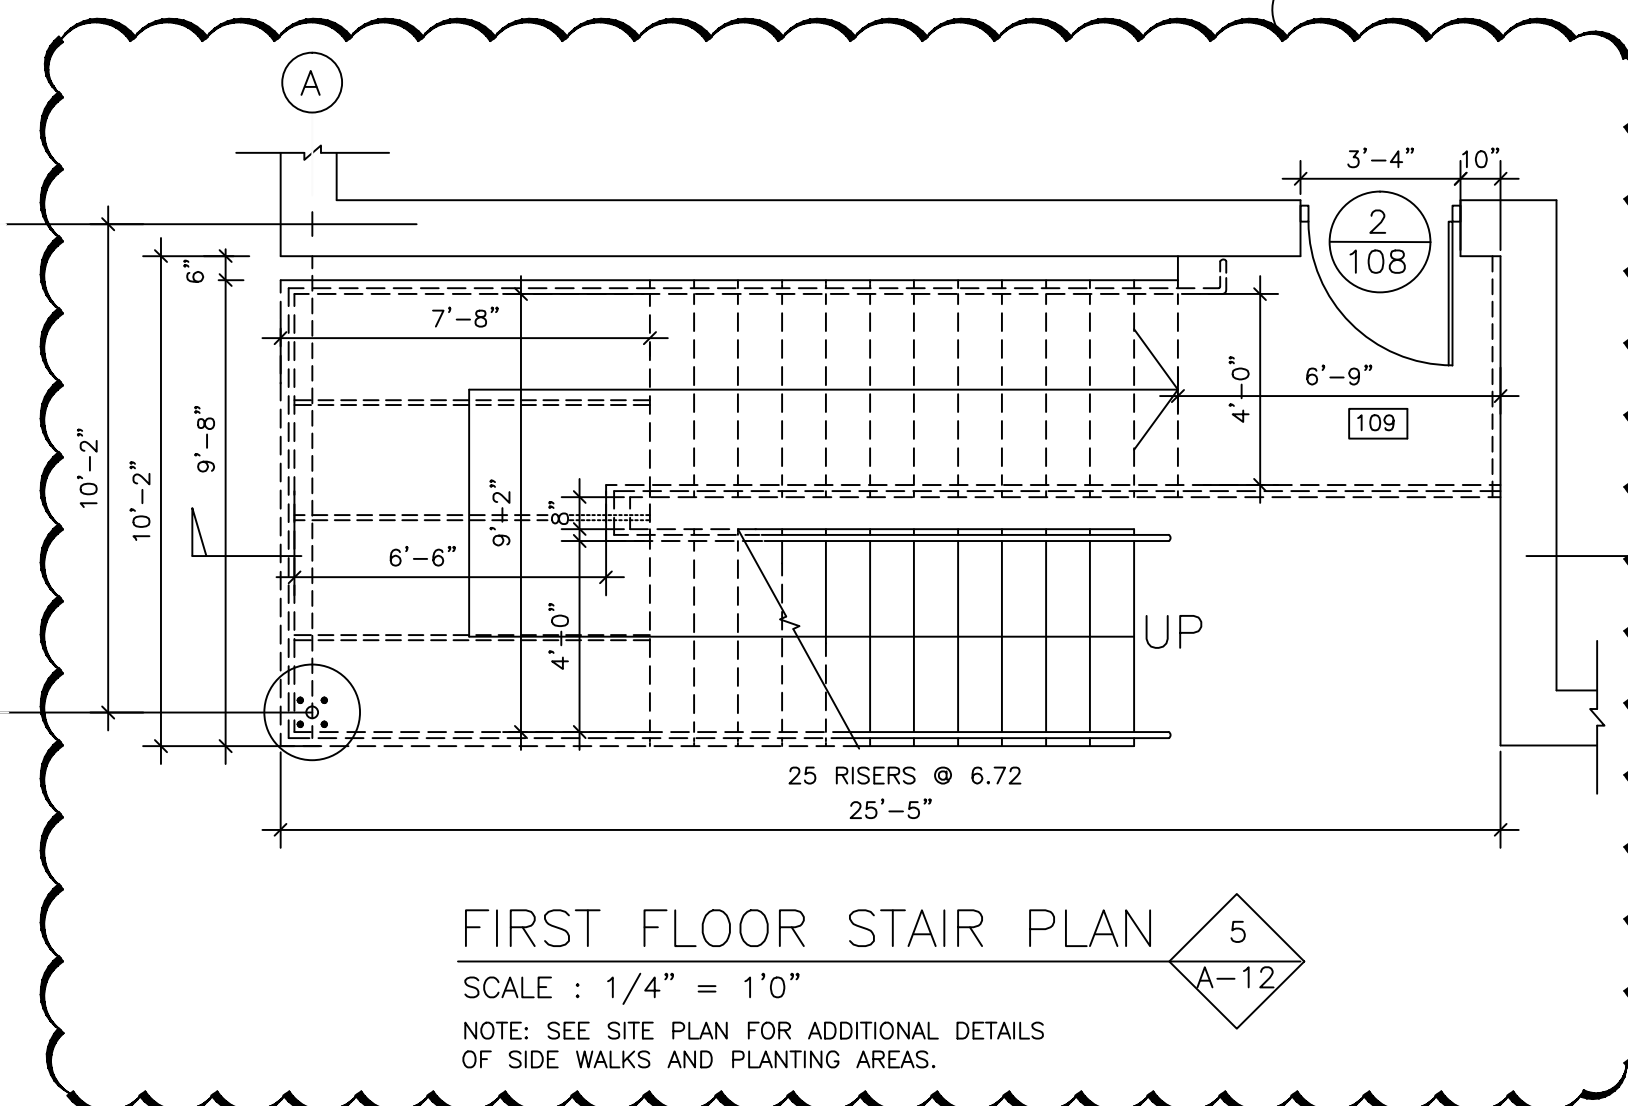 A
3'-4"
10"
2
108
6"
7'-8"
4'-0"
6'-9"
109
10'-2"
10'-2"
9'-8"
9'-2"
8"
6'-6"
4'-0"
UP
25 RISERS @ 6.72
25'-5"
FIRST FLOOR STAIR PLAN
5
A-12
SCALE : 1/4" = 1'0"
NOTE: SEE SITE PLAN FOR ADDITIONAL DETAILS
OF SIDE WALKS AND PLANTING AREAS.